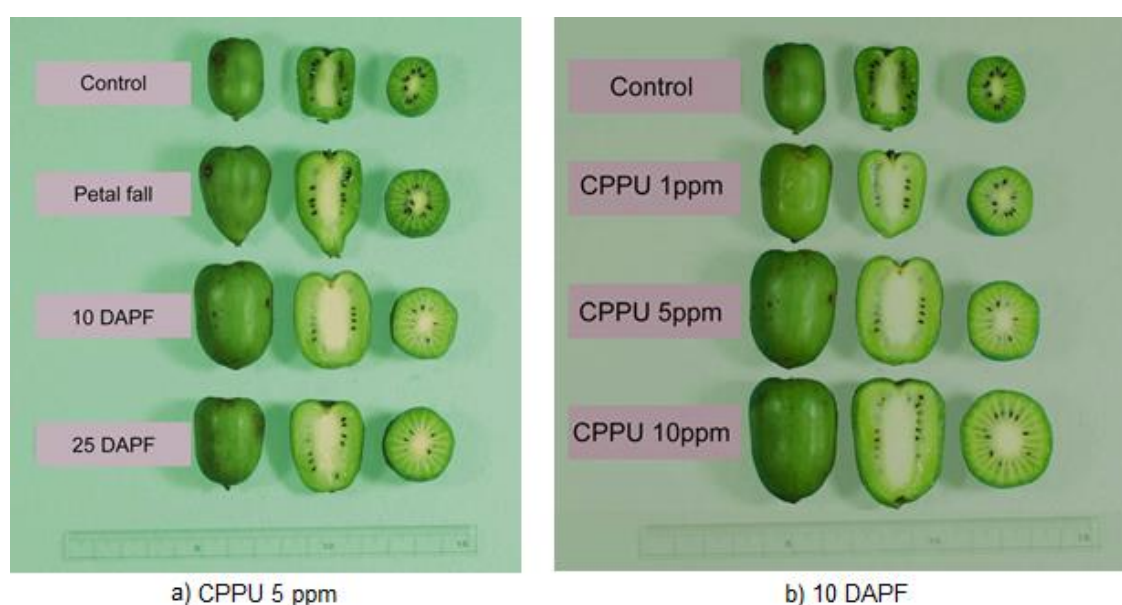 Control
Petal fall
10 DAPF
25 DAPF
a) CPPU 5 ppm
Control
CPPU 1ppm
CPPU 5ppm
CPPU 10ppm
b) 10 DAPF